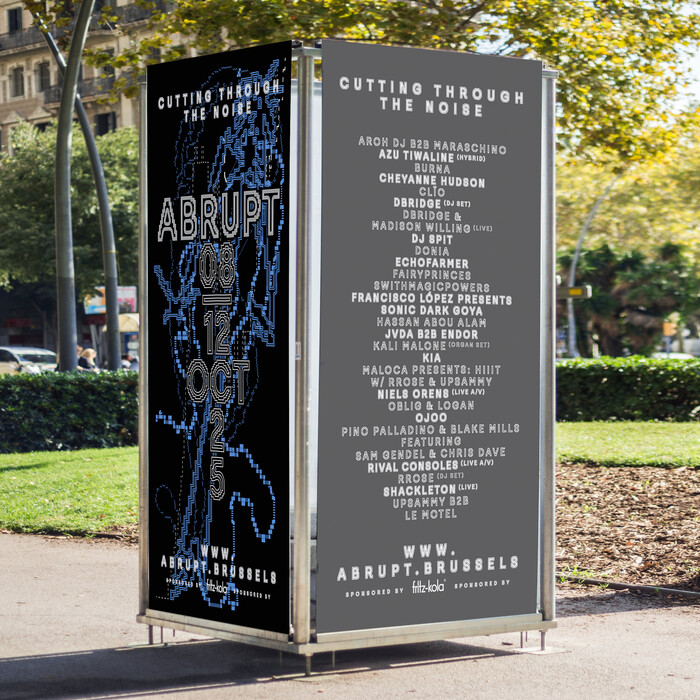 CUTTING THROUGH
THE NOISE
ABRUPT
08
12
OCT
25
WWW.
ABRUPT.BRUSSELS
SPONSORED BY fritz-kola SPONSORED BY
CUTTING THROUGH
THE NOISE
AROH DJ B2B MARASCHINO
AZU TIWALINE (HYBRID)
BURNA
CHEYANNE HUDSON
CLÏO
DBRIDGE (DJ SET)
DBRIDGE &
MADISON WILLING (LIVE)
DJ SPIT
DONIA
ECHOFARMER
FAIRYPRINCES
SWITHMAGICPOWERS
FRANCISCO LÓPEZ PRESENTS
SONIC DARK GOYA
HASSAN ABOU ALAM
JVDA B2B ENDOR
KALI MALONE (ORGAN SET)
KIA
MALOCA PRESENTS: HIIIT
W/ RROSE & UPSAMMY
NIELS ORENS (LIVE A/V)
OBLIG & LOGAN
OJOO
PINO PALLADINO & BLAKE MILLS
FEATURING
SAM GENDEL & CHRIS DAVE
RIVAL CONSOLES (LIVE A/V)
RROSE (DJ SET)
SHACKLETON (LIVE)
UPSAMMY B2B
LE MOTEL
WWW.
ABRUPT.BRUSSELS
SPONSORED BY fritz-kola SPONSORED BY